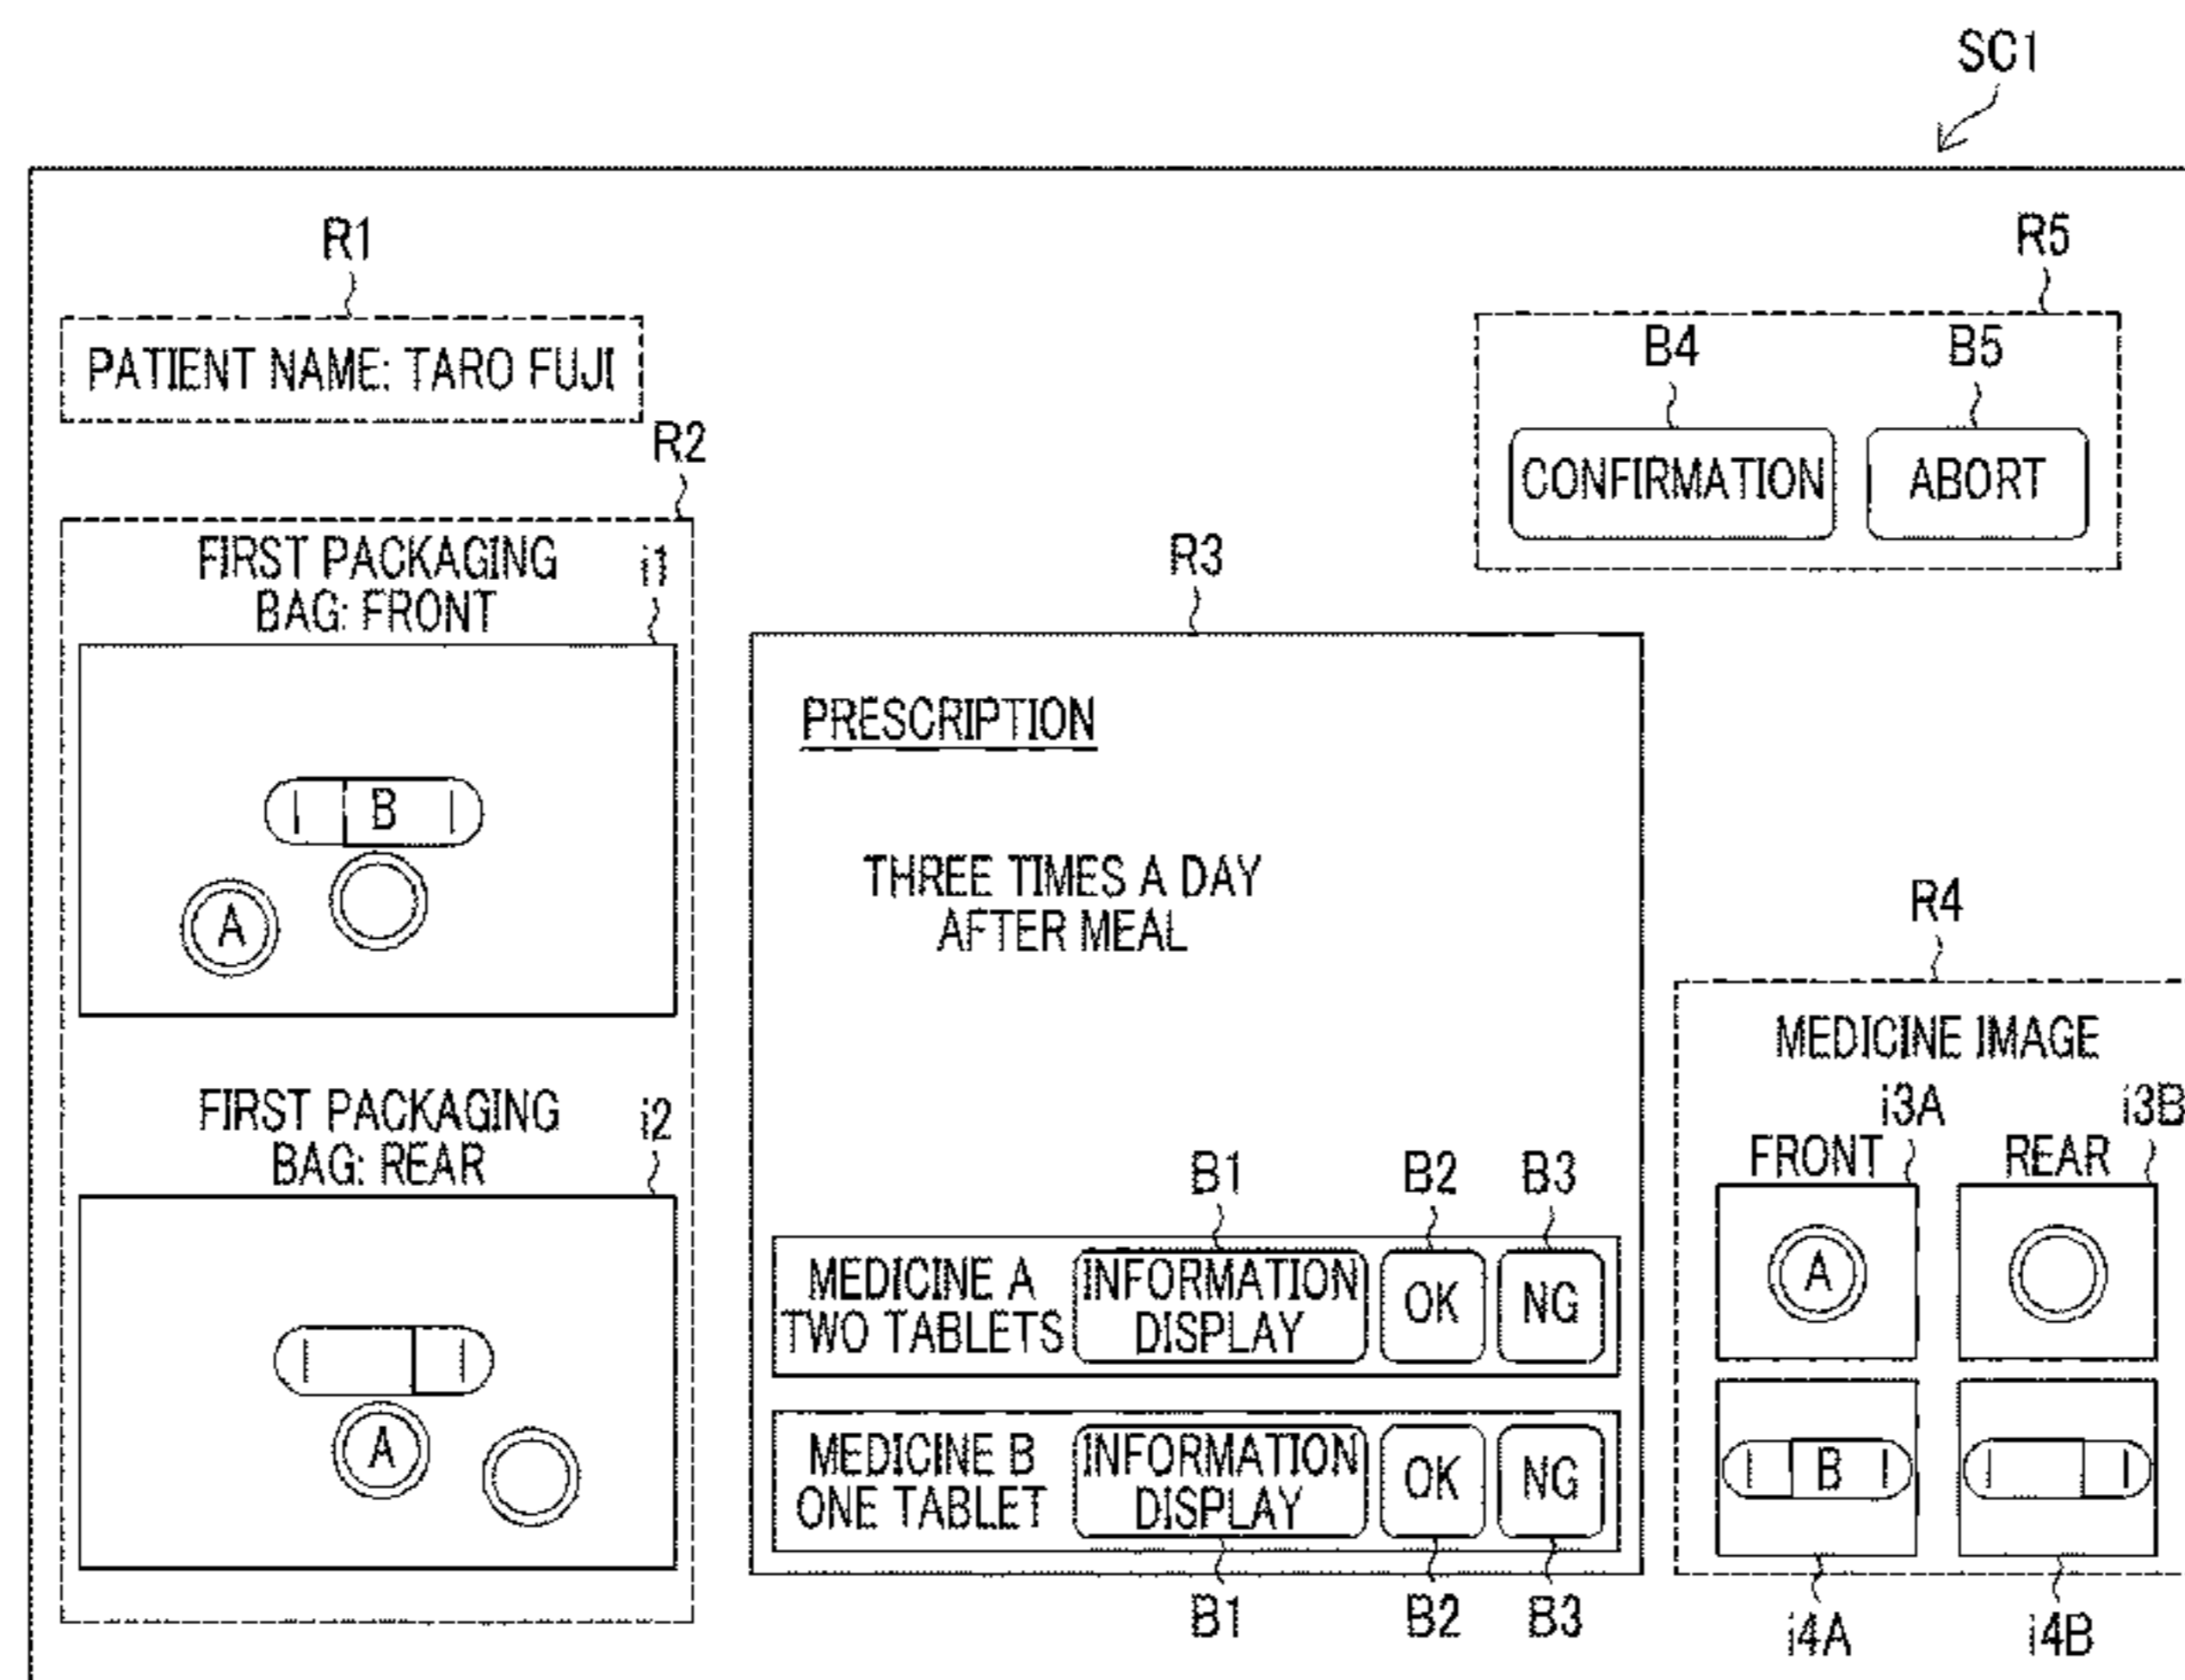 SC1
R1
R5
PATIENT NAME: TARO FUJI
B4
B5
CONFIRMATION
ABORT
R2
FIRST PACKAGING
BAG: FRONT
i1
B
A
R3
PRESCRIPTION
THREE TIMES A DAY
AFTER MEAL
FIRST PACKAGING
BAG: REAR
i2
A
B1
B2
B3
MEDICINE A
TWO TABLETS
INFORMATION
DISPLAY
OK
NG
MEDICINE B
ONE TABLET
INFORMATION
DISPLAY
OK
NG
B1
B2
B3
R4
MEDICINE IMAGE
i3A
i3B
FRONT
REAR
A
B
i4A
i4B